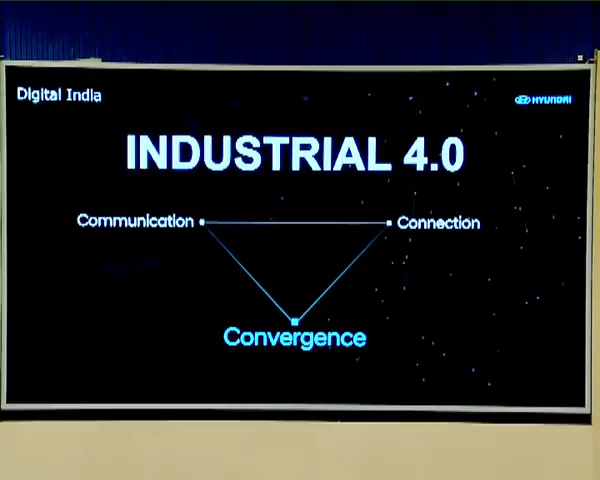 Digital India
HYUNDAI
INDUSTRIAL 4.0
Communication
Connection
Convergence